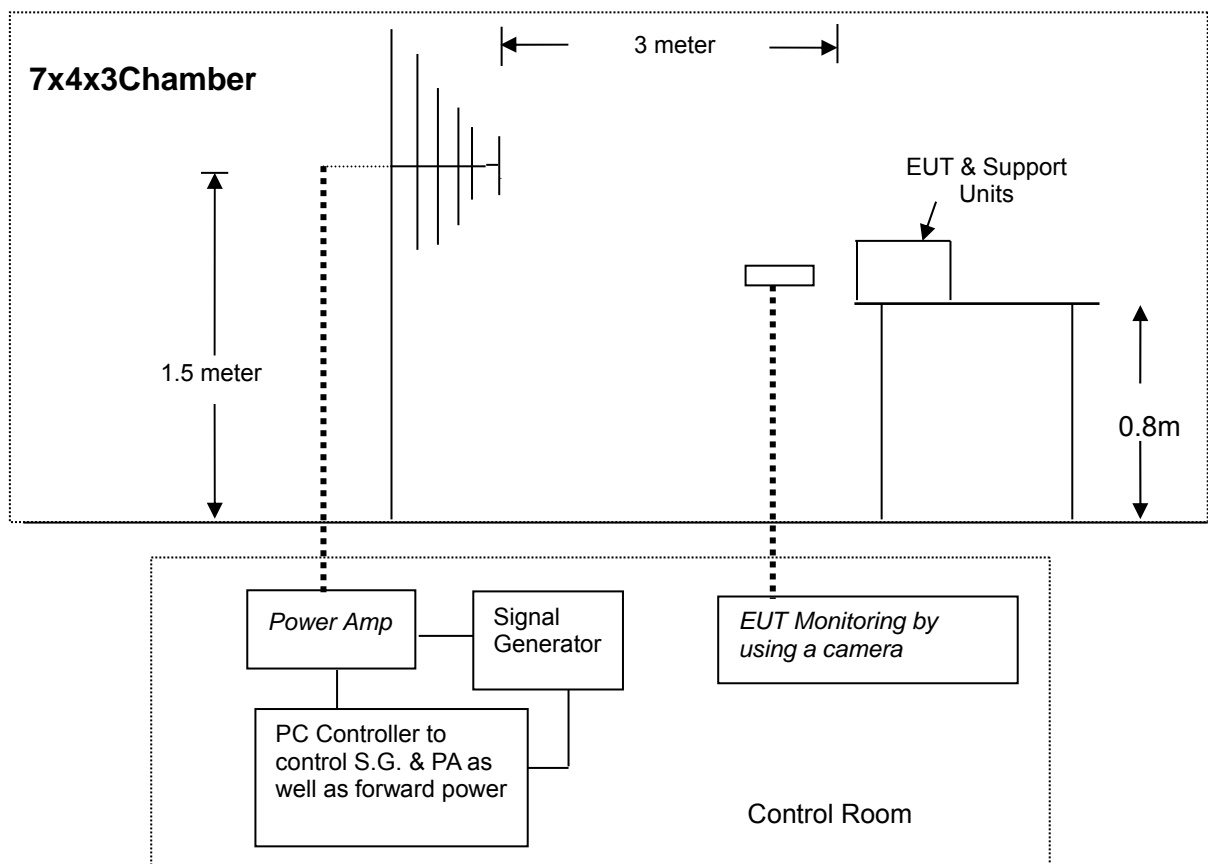 3 meter
7x4x3Chamber
EUT & Support
Units
1.5 meter
0.8m
Power Amp
Signal
Generator
EUT Monitoring by
using a camera
PC Controller to
control S.G. & PA as
well as forward power
Control Room